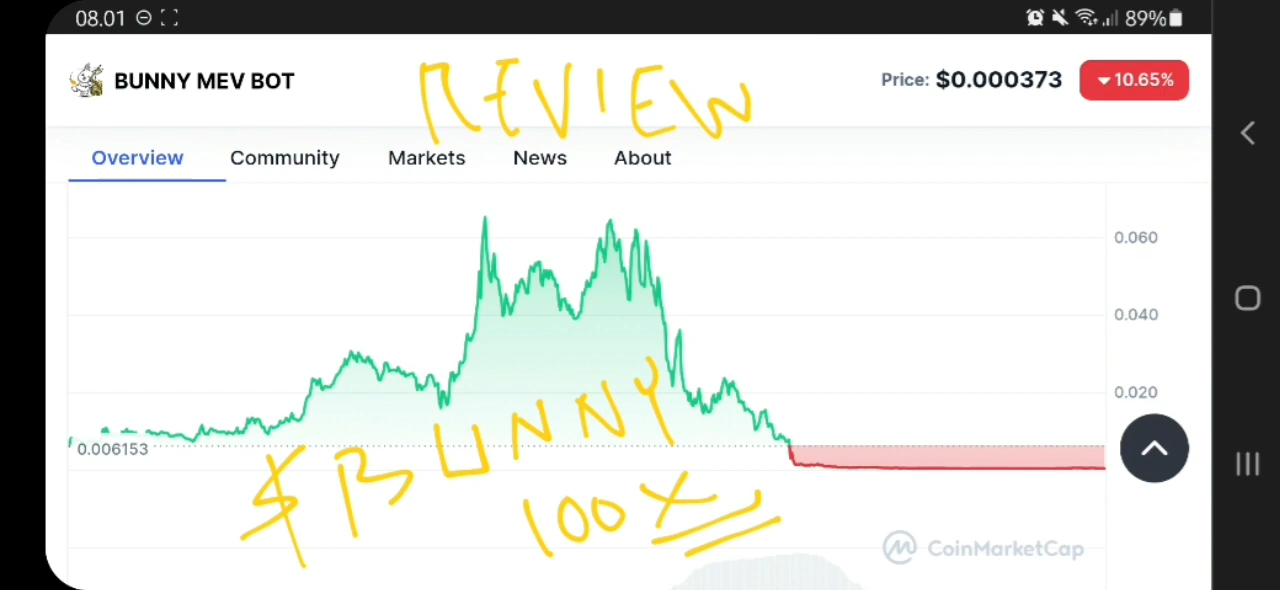 08.01 89%
BUNNY MEV BOT Price: $0.000373 10.65%
REVIEW
Overview Community Markets News About
0.060
0.040
0.020
0.006153
$BUNNY
100X
CoinMarketCap